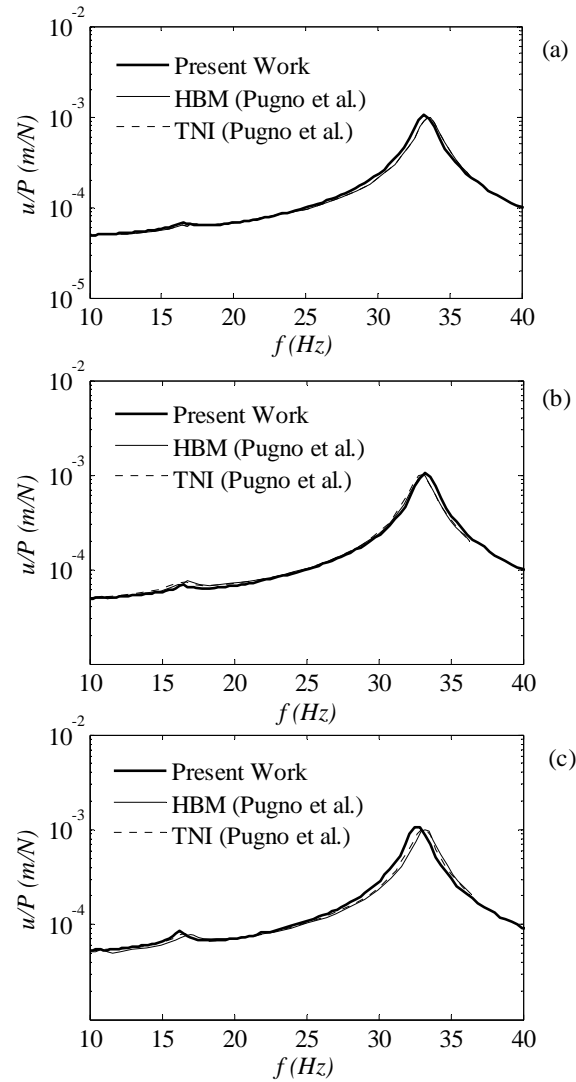 10^-2
(a)
Present Work
HBM (Pugno et al.)
TNI (Pugno et al.)
10^-3
u/P (m/N)
10^-4
10^-5
10 15 20 25 30 35 40
f (Hz)
10^-2
(b)
Present Work
HBM (Pugno et al.)
TNI (Pugno et al.)
10^-3
u/P (m/N)
10^-4
10 15 20 25 30 35 40
f (Hz)
10^-2
(c)
Present Work
HBM (Pugno et al.)
TNI (Pugno et al.)
10^-3
u/P (m/N)
10^-4
10 15 20 25 30 35 40
f (Hz)